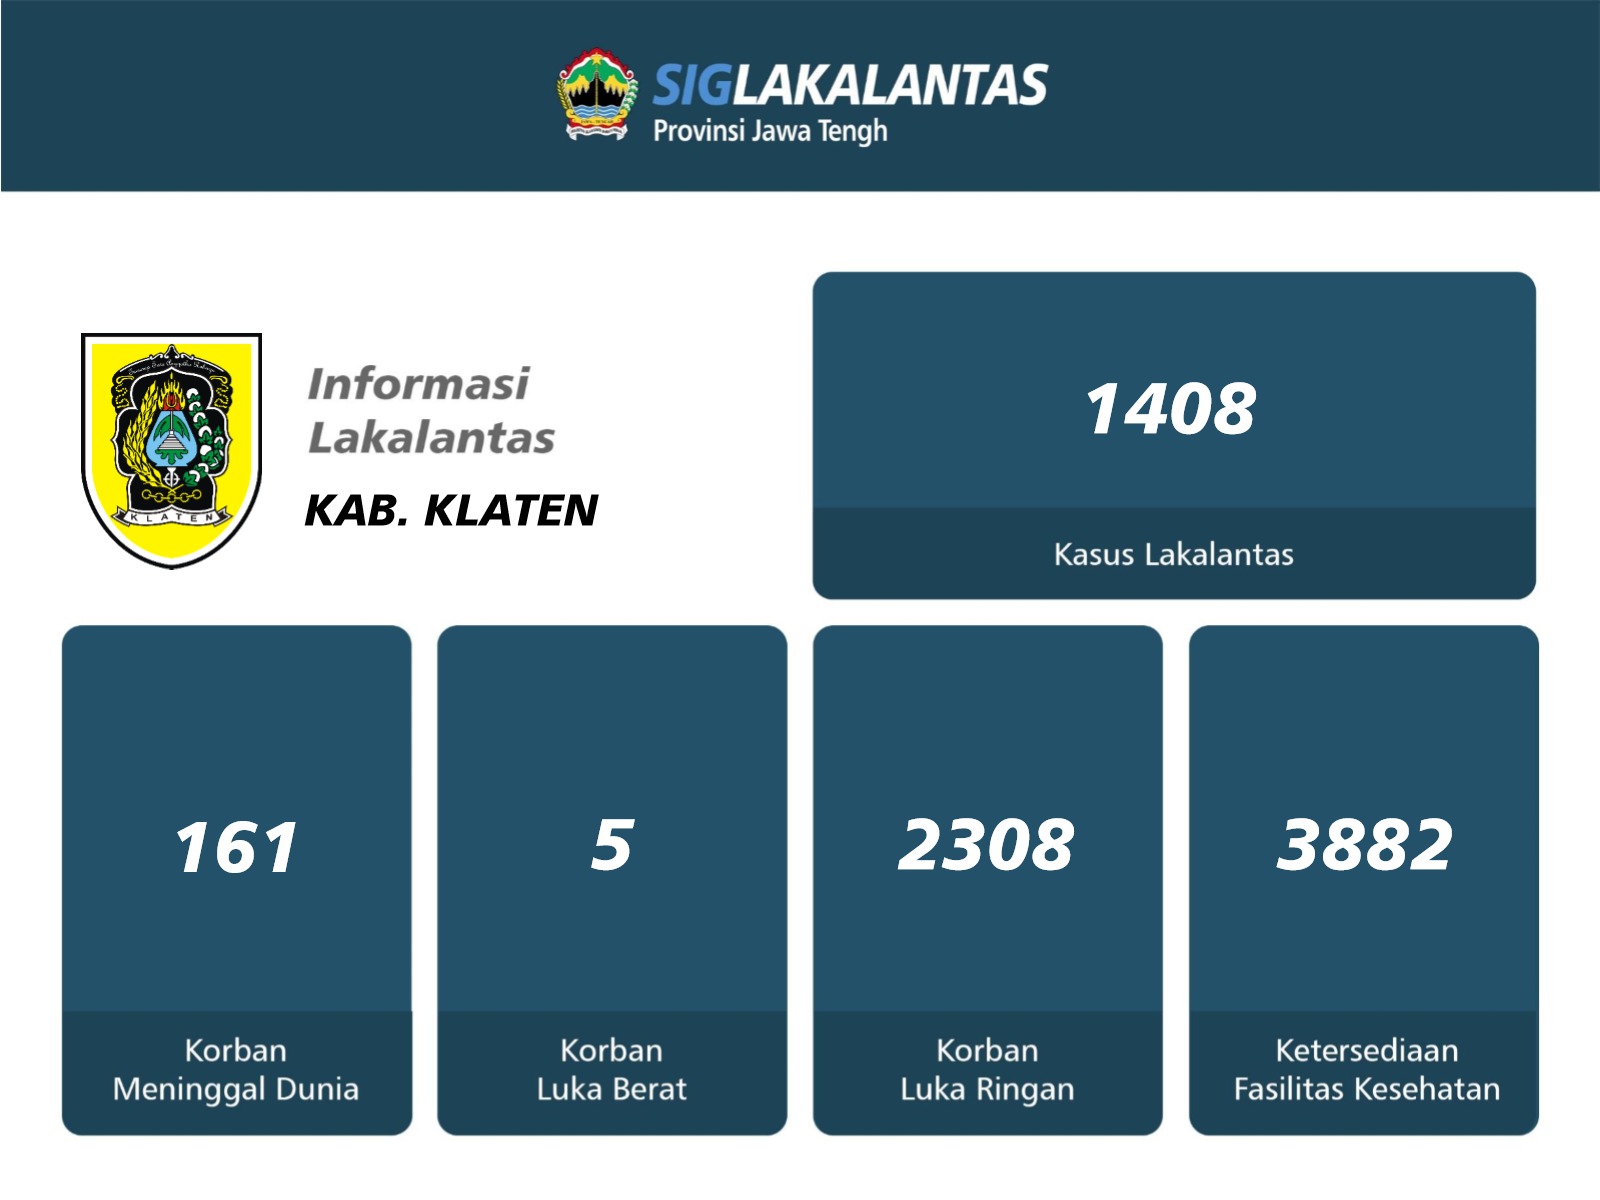 SIGLAKALANTAS
Provinsi Jawa Tengh
Informasi
Lakalantas
KAB. KLATEN
KLATEN
1408
Kasus Lakalantas
161
Korban
Meninggal Dunia
5
Korban
Luka Berat
2308
Korban
Luka Ringan
3882
Ketersediaan
Fasilitas Kesehatan